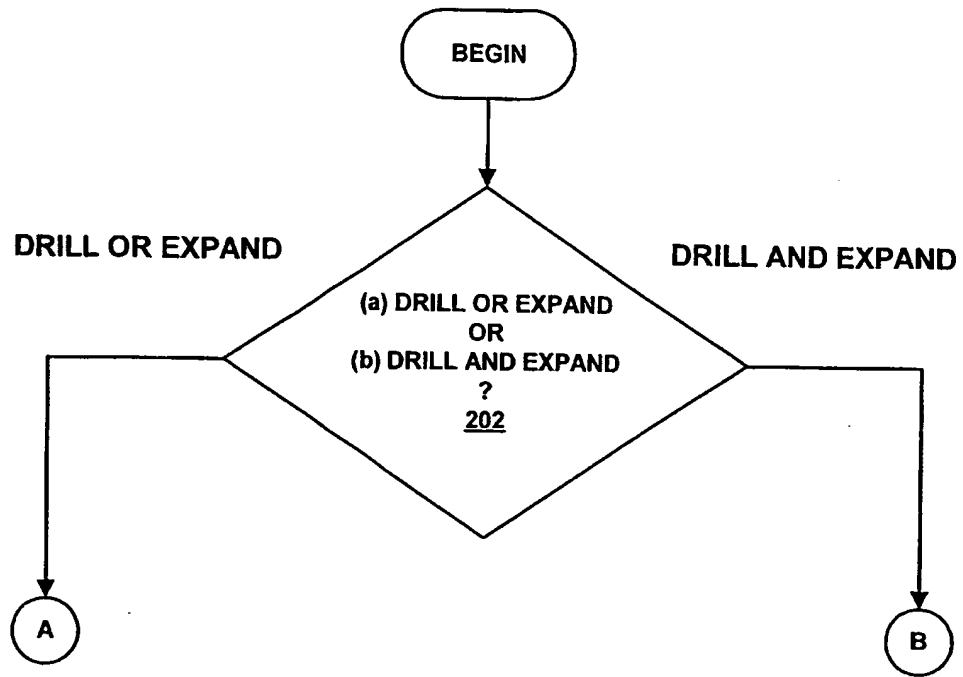 BEGIN
DRILL OR EXPAND
DRILL AND EXPAND
(a) DRILL OR EXPAND
OR
(b) DRILL AND EXPAND
?
202
A
B